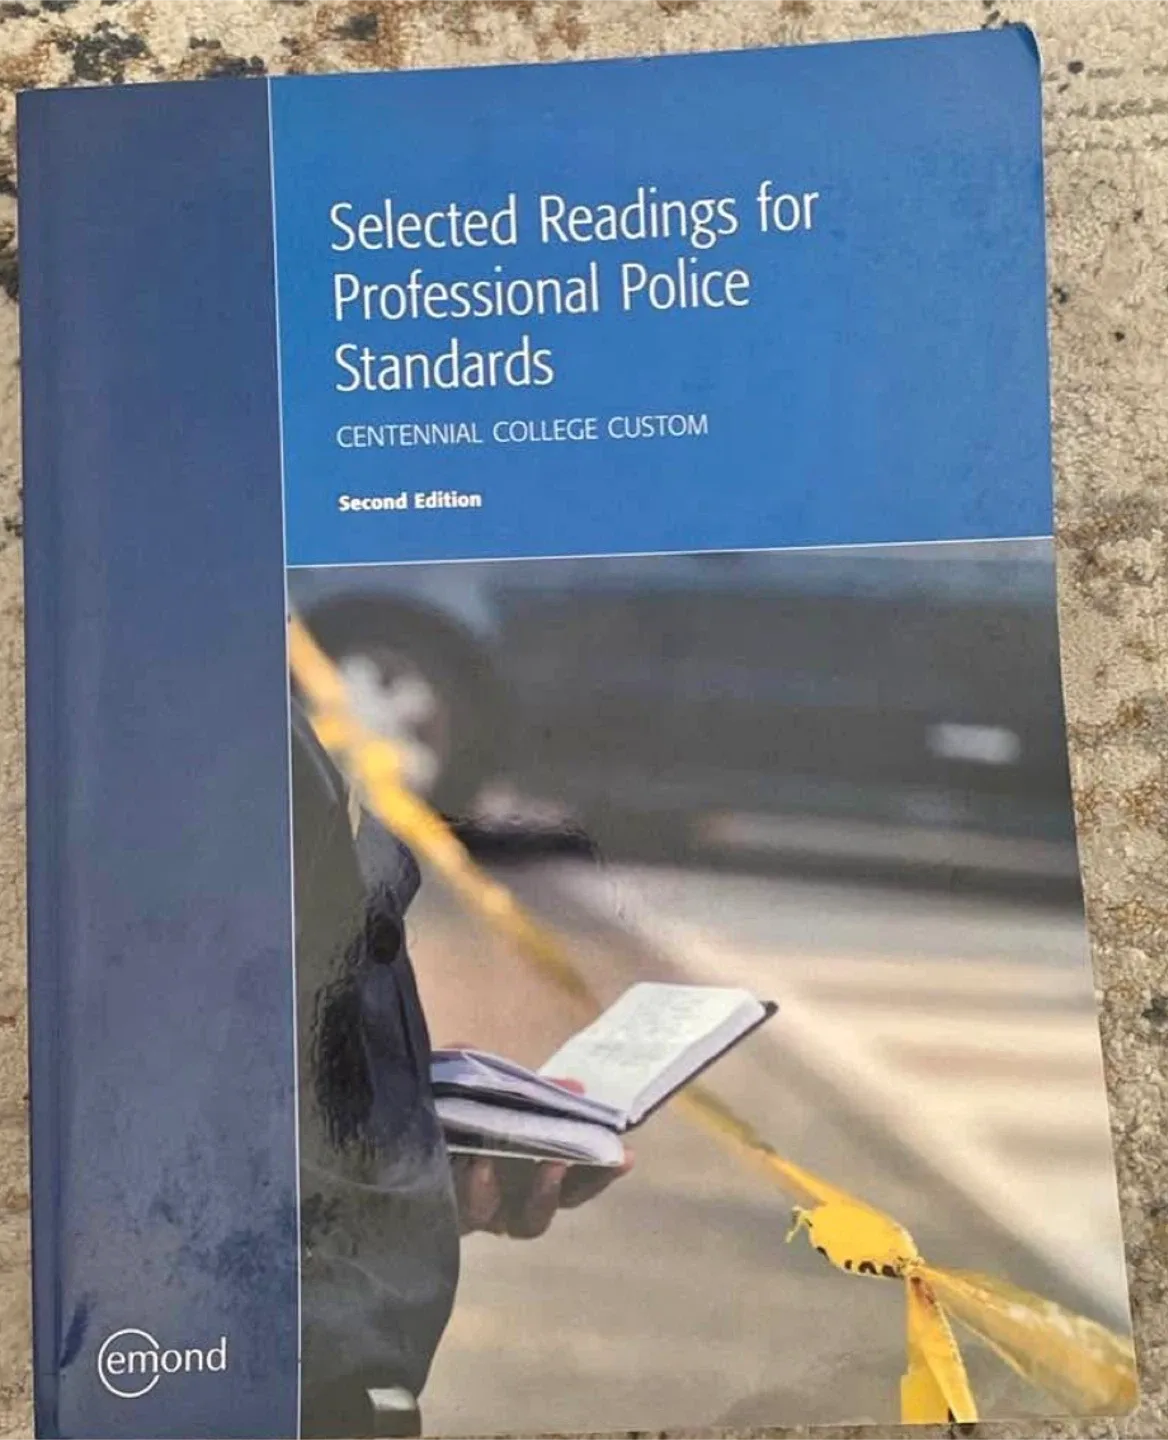 Selected Readings for
Professional Police
Standards
CENTENNIAL COLLEGE CUSTOM
Second Edition
emond